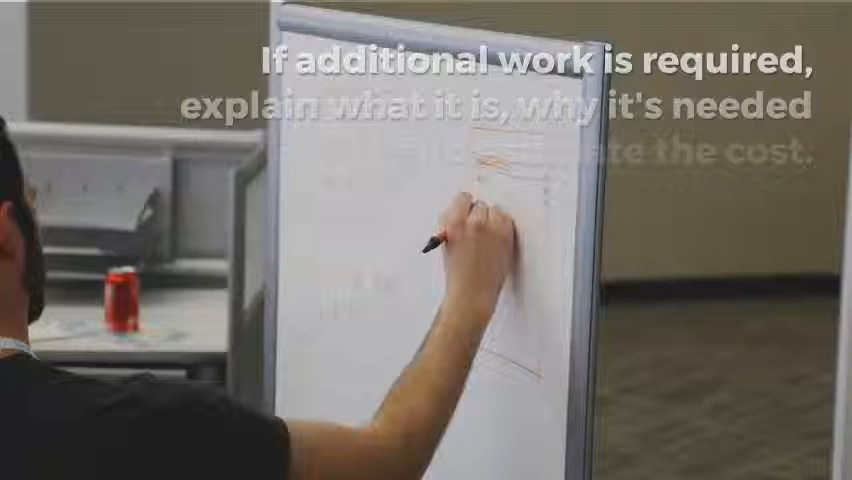 If additional work is required,
explain what it is, why it's needed
the cost.